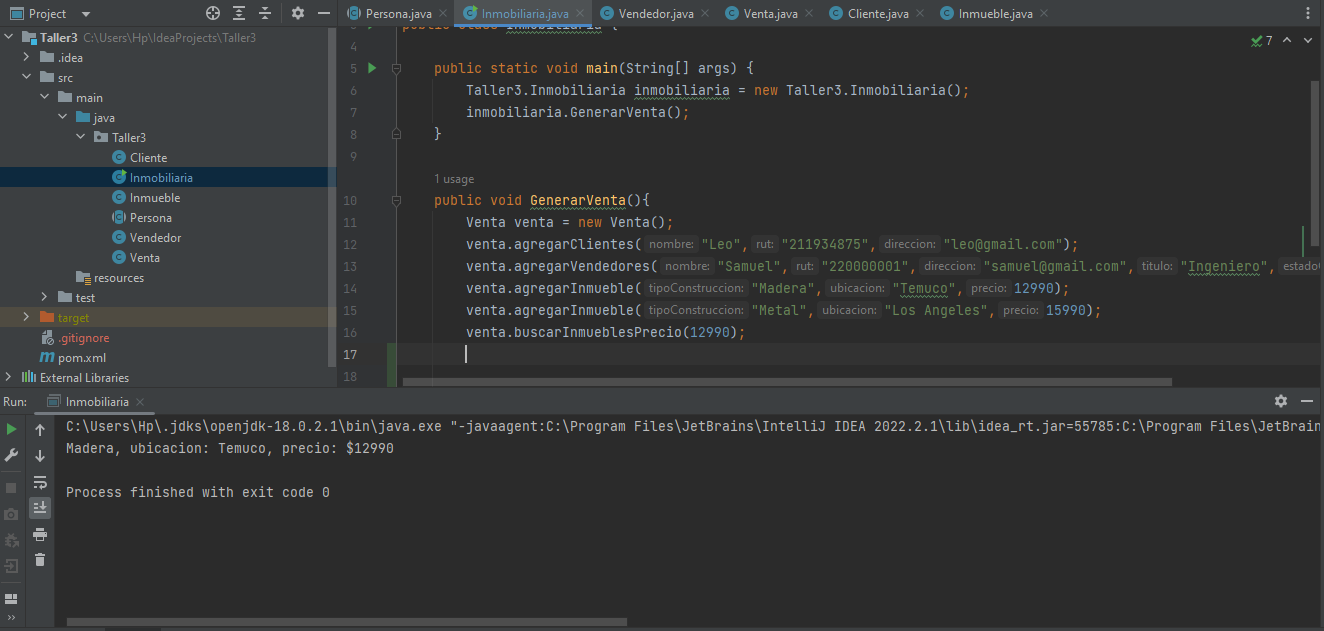 Project
Persona.java
Inmobiliaria.java
Vendedor.java
Venta.java
Cliente.java
Inmueble.java
Taller3 C:\Users\Hp\IdeaProjects\Taller3
.idea
src
main
java
Taller3
Cliente
Inmobiliaria
Inmueble
Persona
Vendedor
Venta
resources
test
target
.gitignore
pom.xml
External Libraries
7
3 public class Inmobiliaria {
4
5 public static void main(String[] args) {
6 Taller3.Inmobiliaria inmobiliaria = new Taller3.Inmobiliaria();
7 inmobiliaria.GenerarVenta();
8 }
9
1 usage
10 public void GenerarVenta(){
11 Venta venta = new Venta();
12 venta.agregarClientes( nombre: "Leo", rut: "211934875", direccion: "leo@gmail.com");
13 venta.agregarVendedores( nombre: "Samuel", rut: "220000001", direccion: "samuel@gmail.com", titulo: "Ingeniero", estado
14 venta.agregarInmueble( tipoConstruccion: "Madera", ubicacion: "Temuco", precio: 12990);
15 venta.agregarInmueble( tipoConstruccion: "Metal", ubicacion: "Los Angeles", precio: 15990);
16 venta.buscarInmueblesPrecio(12990);
17
18
Run: Inmobiliaria
C:\Users\Hp\.jdks\openjdk-18.0.2.1\bin\java.exe "-javaagent:C:\Program Files\JetBrains\IntelliJ IDEA 2022.2.1\lib\idea_rt.jar=55785:C:\Program Files\JetBrain
Madera, ubicacion: Temuco, precio: $12990
Process finished with exit code 0